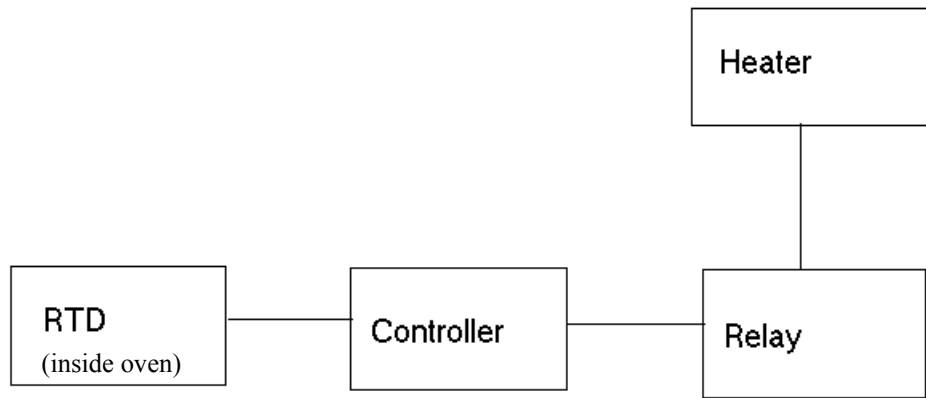 Heater
RTD
(inside oven)
Controller
Relay